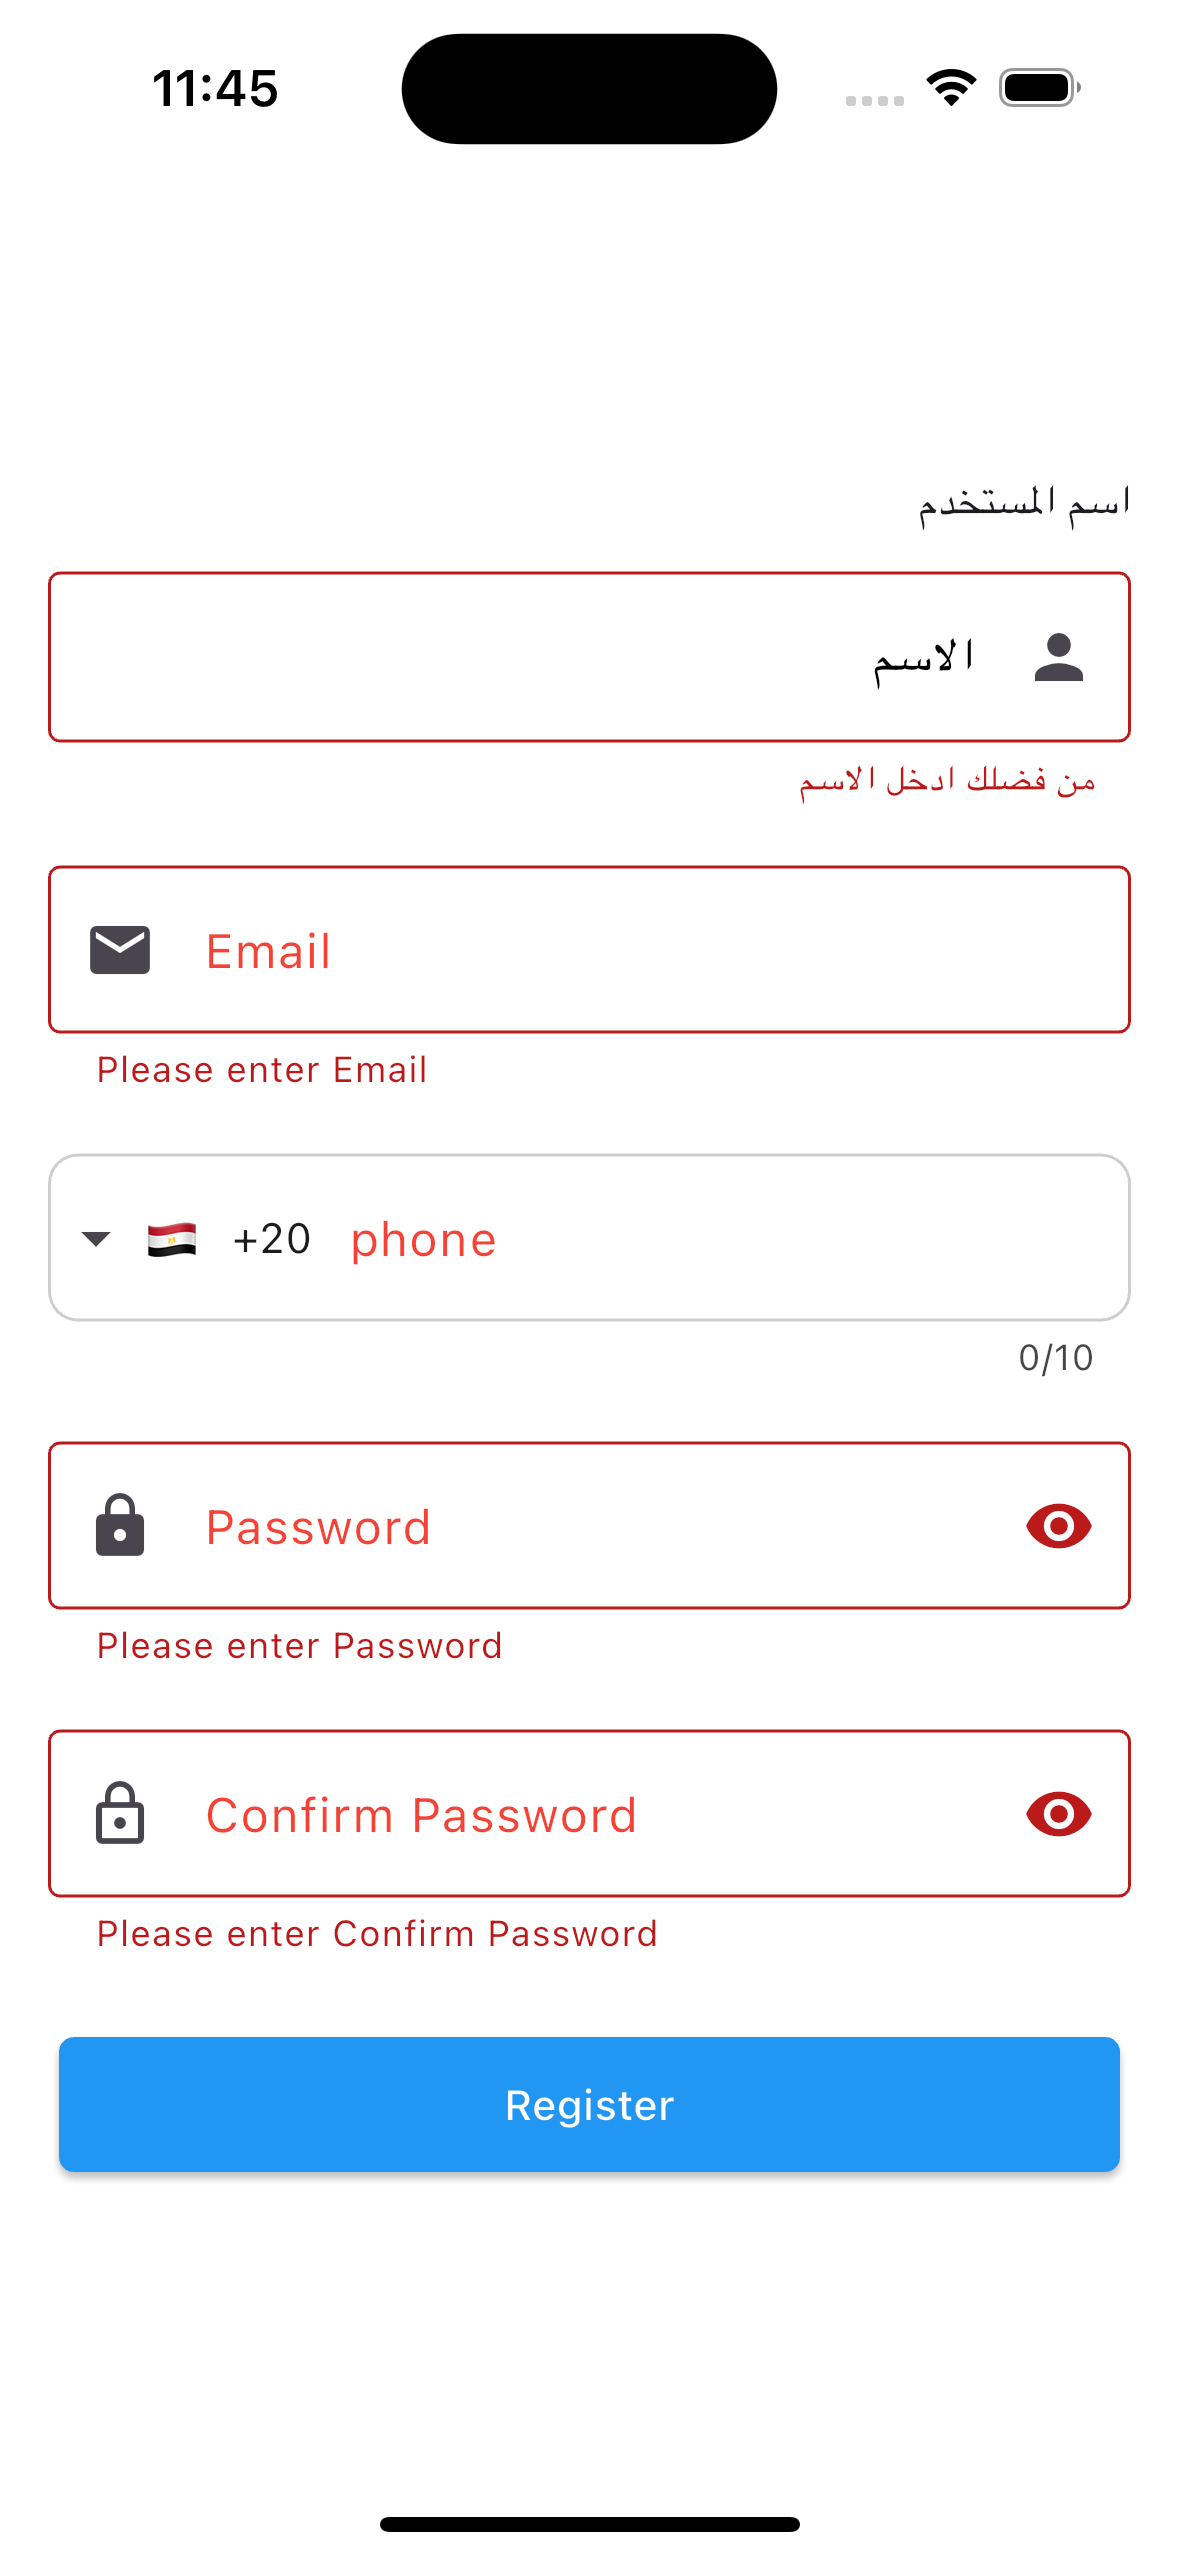 11:45
اسم المستخدم
الاسم
من فضلك ادخل الاسم
Email
Please enter Email
+20 phone
0/10
Password
Please enter Password
Confirm Password
Please enter Confirm Password
Register